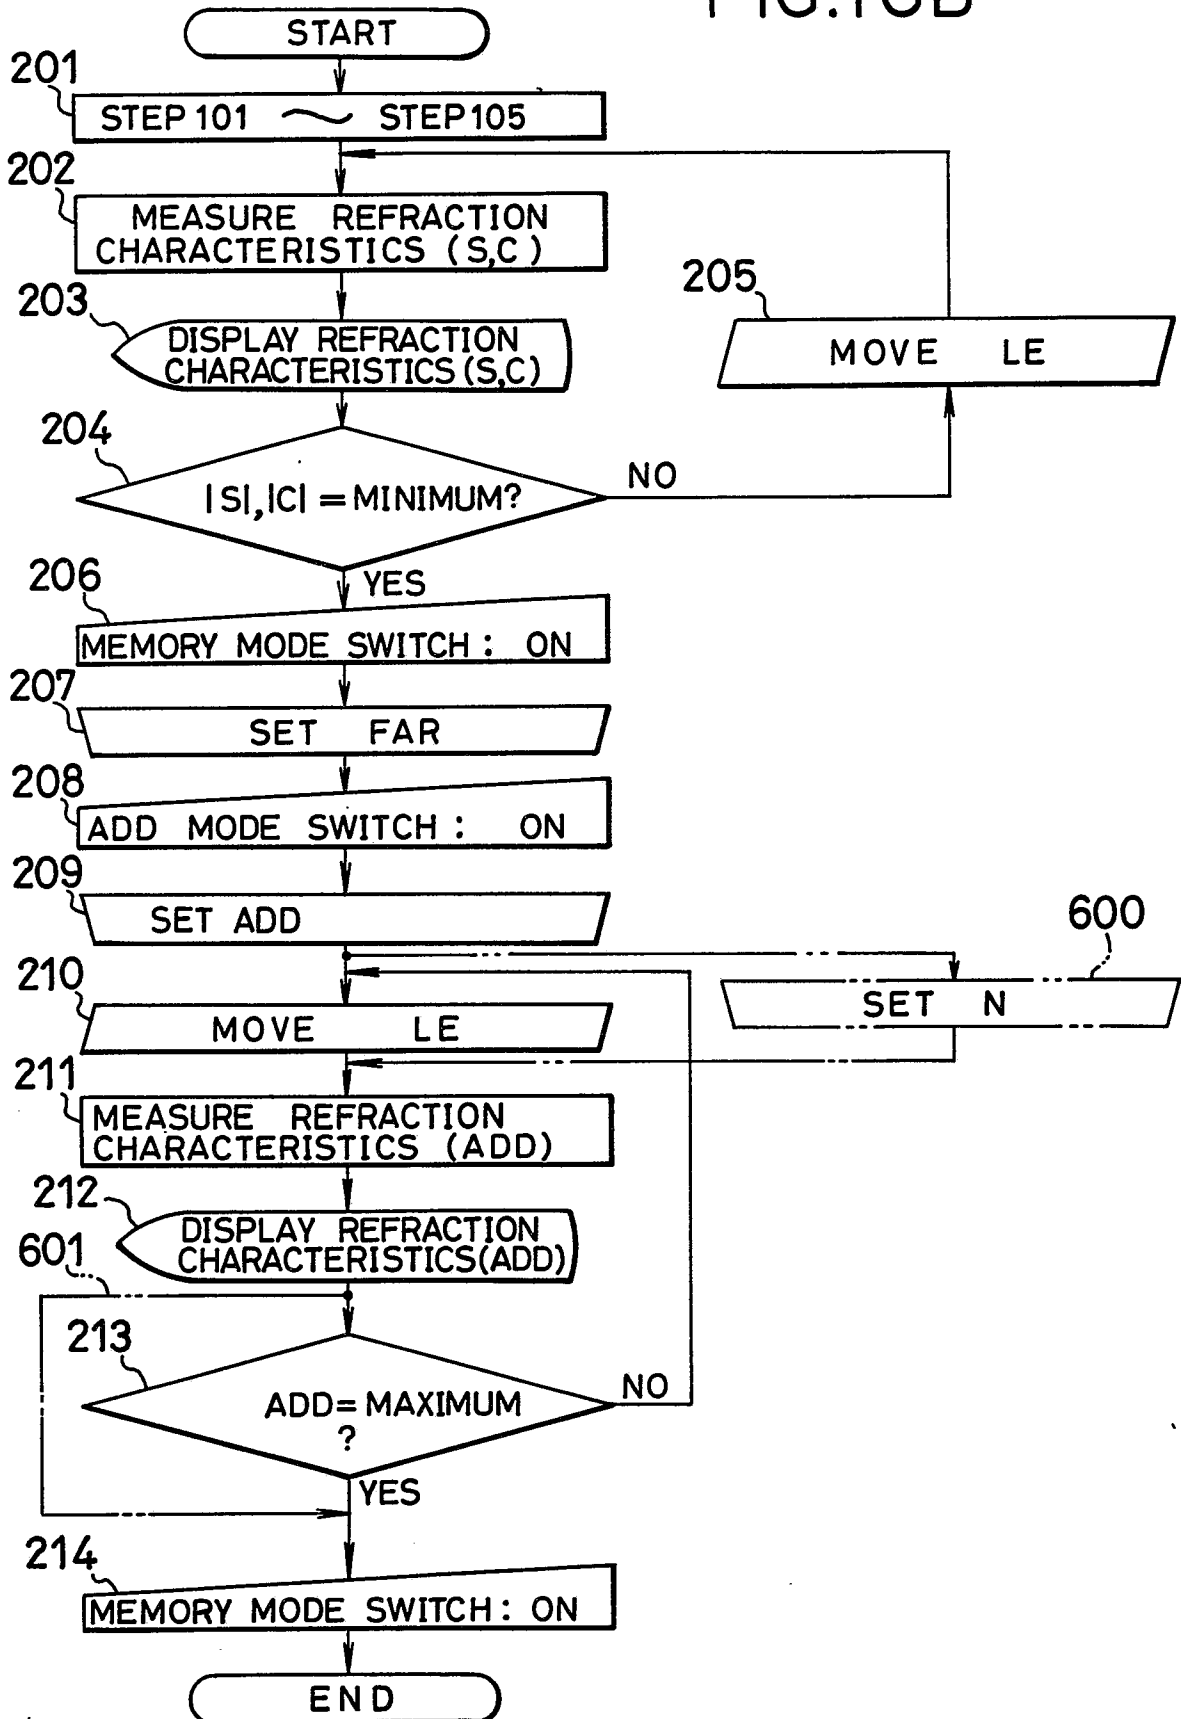 FIG.10B
START
201
STEP 101 ~ STEP 105
202
MEASURE REFRACTION
CHARACTERISTICS (S,C)
203
DISPLAY REFRACTION
CHARACTERISTICS (S,C)
205
MOVE LE
204
|S|,|C| = MINIMUM?
NO
YES
206
MEMORY MODE SWITCH : ON
207
SET FAR
208
ADD MODE SWITCH : ON
209
SET ADD
600
SET N
210
MOVE LE
211
MEASURE REFRACTION
CHARACTERISTICS (ADD)
212
DISPLAY REFRACTION
CHARACTERISTICS(ADD)
601
213
ADD= MAXIMUM
?
NO
YES
214
MEMORY MODE SWITCH : ON
END